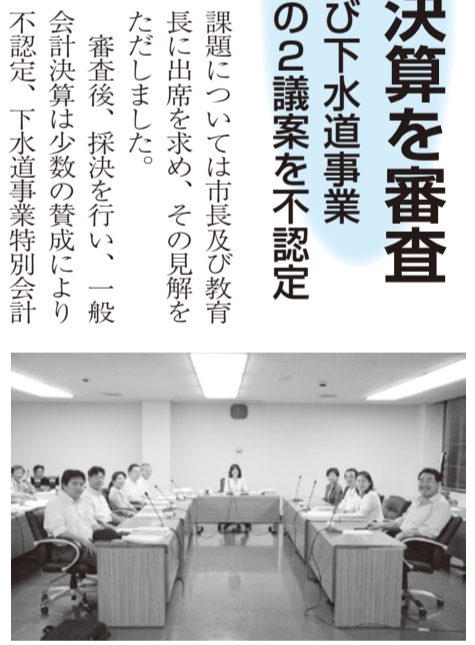 決算を審査
び下水道事業
の2議案を不認定
課題については市長及び教育
長に出席を求め、その見解を
ただしました。
審査後、採決を行い、一般
会計決算は少数の賛成により
不認定、下水道事業特別会計